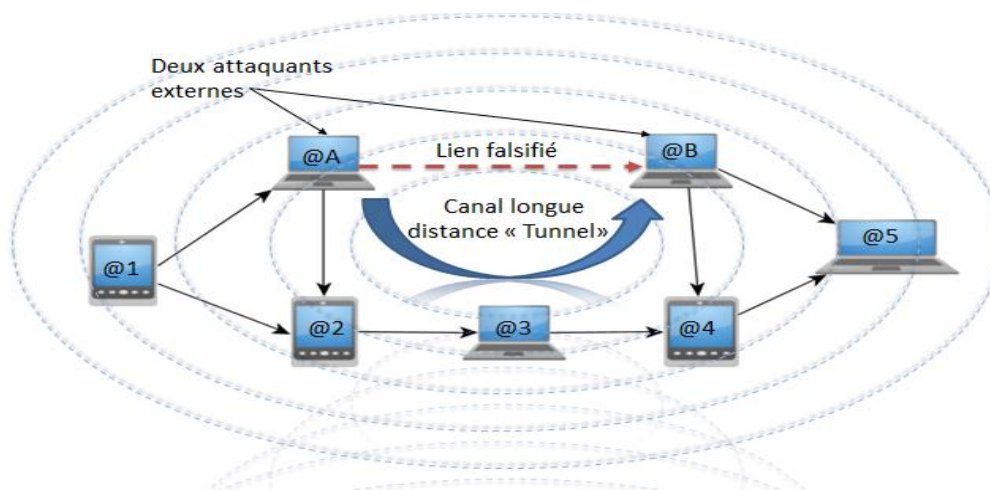 Deux attaquants
externes
@A
Lien falsifié
@B
Canal longue
distance « Tunnel»
@1
@5
@2
@3
@4